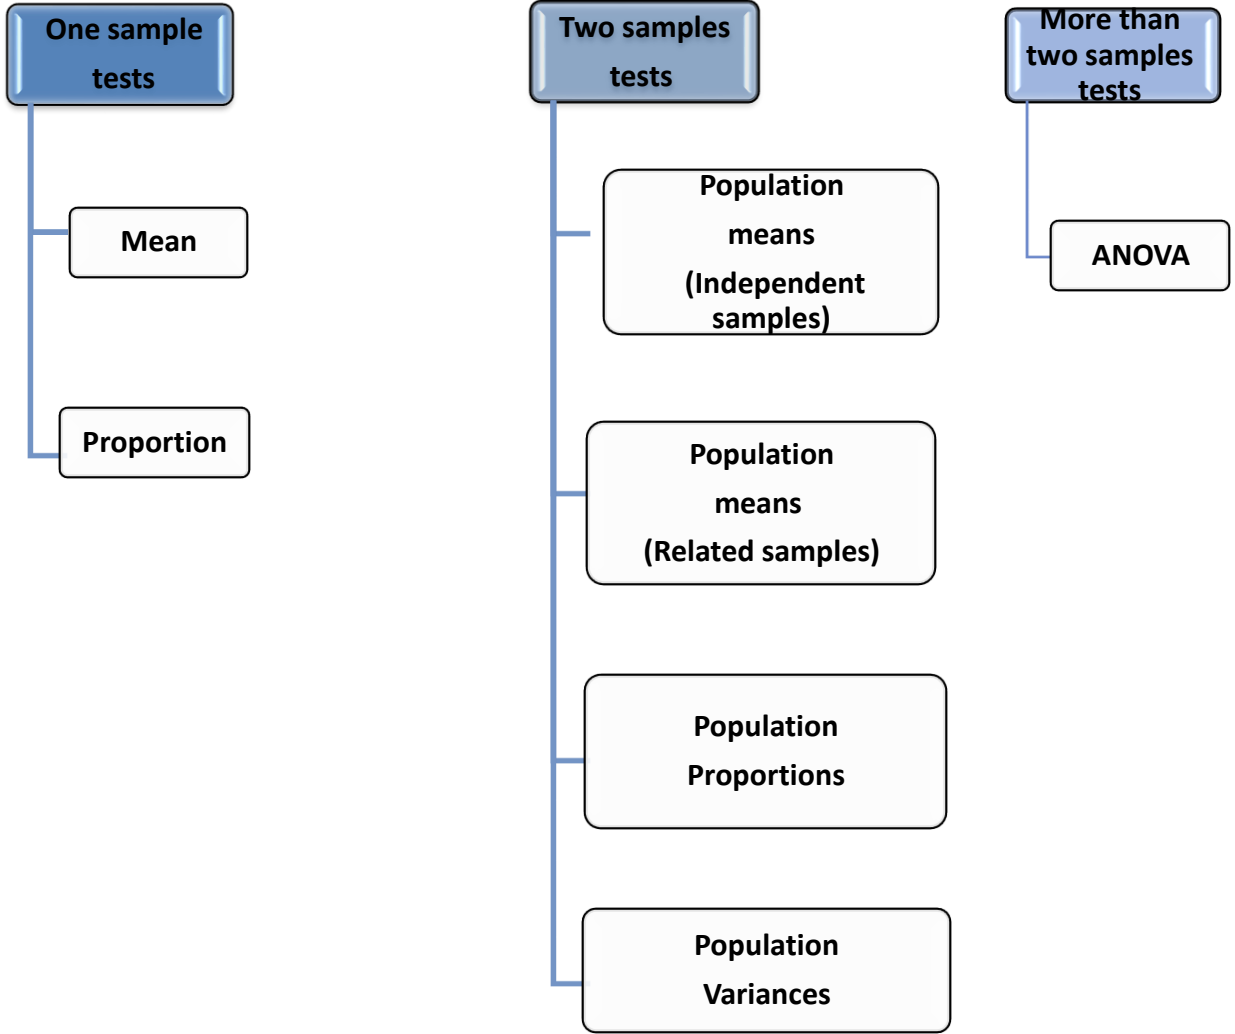 One sample
tests
Mean
Proportion
Two samples
tests
Population
means
(Independent
samples)
Population
means
(Related samples)
Population
Proportions
Population
Variances
More than
two samples
tests
ANOVA